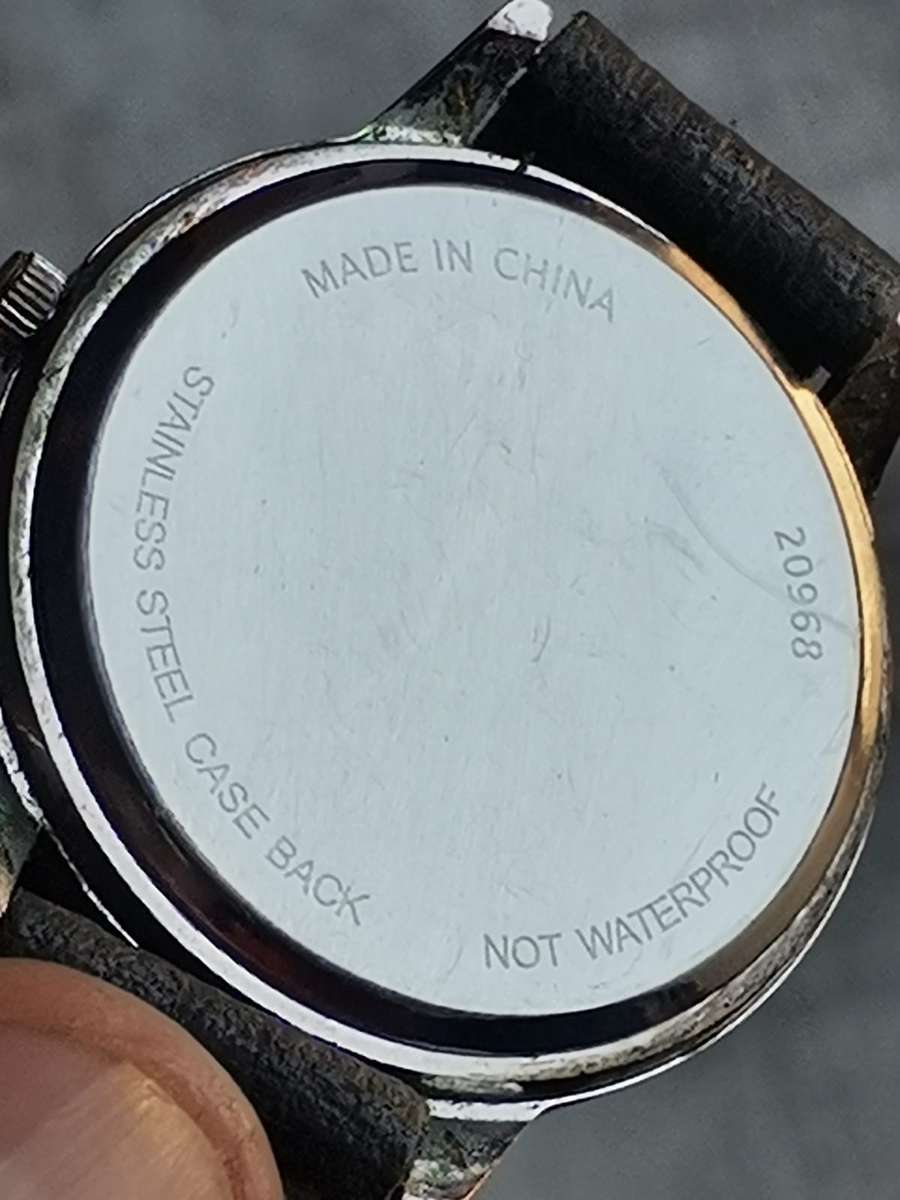 MADE IN CHINA
20968
NOT WATERPROOF
STAINLESS STEEL CASE BACK